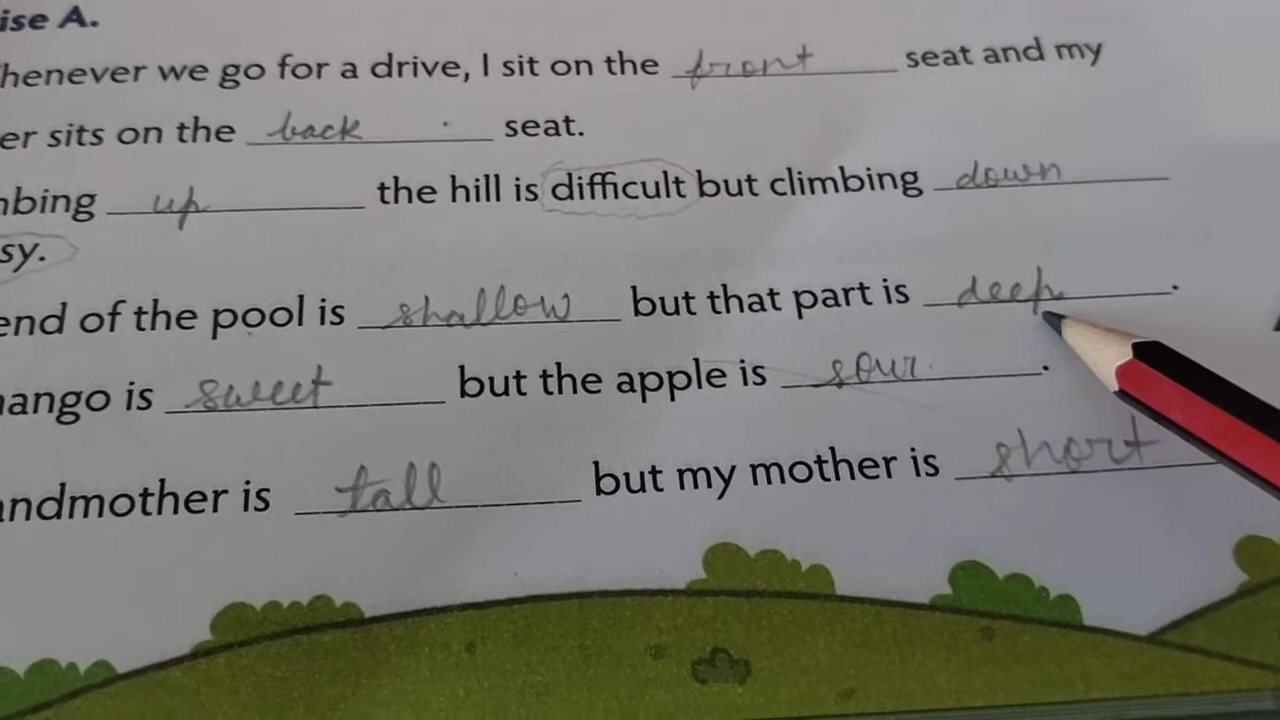 ise A.
henever we go for a drive, I sit on the front seat and my
er sits on the back seat.
nbing up the hill is difficult but climbing down
sy.
end of the pool is shallow but that part is deep.
ango is sweet but the apple is sour.
andmother is tall but my mother is short